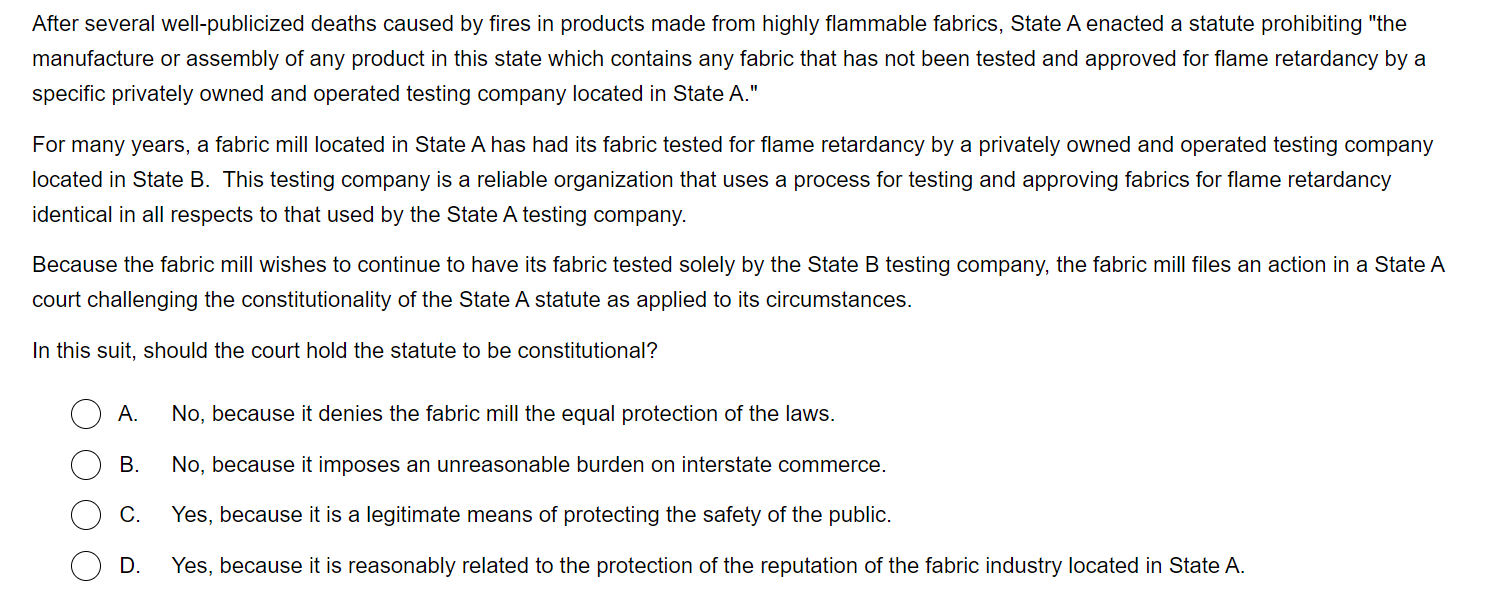 After several well-publicized deaths caused by fires in products made from highly flammable fabrics, State A enacted a statute prohibiting "the
manufacture or assembly of any product in this state which contains any fabric that has not been tested and approved for flame retardancy by a
specific privately owned and operated testing company located in State A."
For many years, a fabric mill located in State A has had its fabric tested for flame retardancy by a privately owned and operated testing company
located in State B.  This testing company is a reliable organization that uses a process for testing and approving fabrics for flame retardancy
identical in all respects to that used by the State A testing company.
Because the fabric mill wishes to continue to have its fabric tested solely by the State B testing company, the fabric mill files an action in a State A
court challenging the constitutionality of the State A statute as applied to its circumstances.
In this suit, should the court hold the statute to be constitutional?
A. No, because it denies the fabric mill the equal protection of the laws.
B. No, because it imposes an unreasonable burden on interstate commerce.
C. Yes, because it is a legitimate means of protecting the safety of the public.
D. Yes, because it is reasonably related to the protection of the reputation of the fabric industry located in State A.